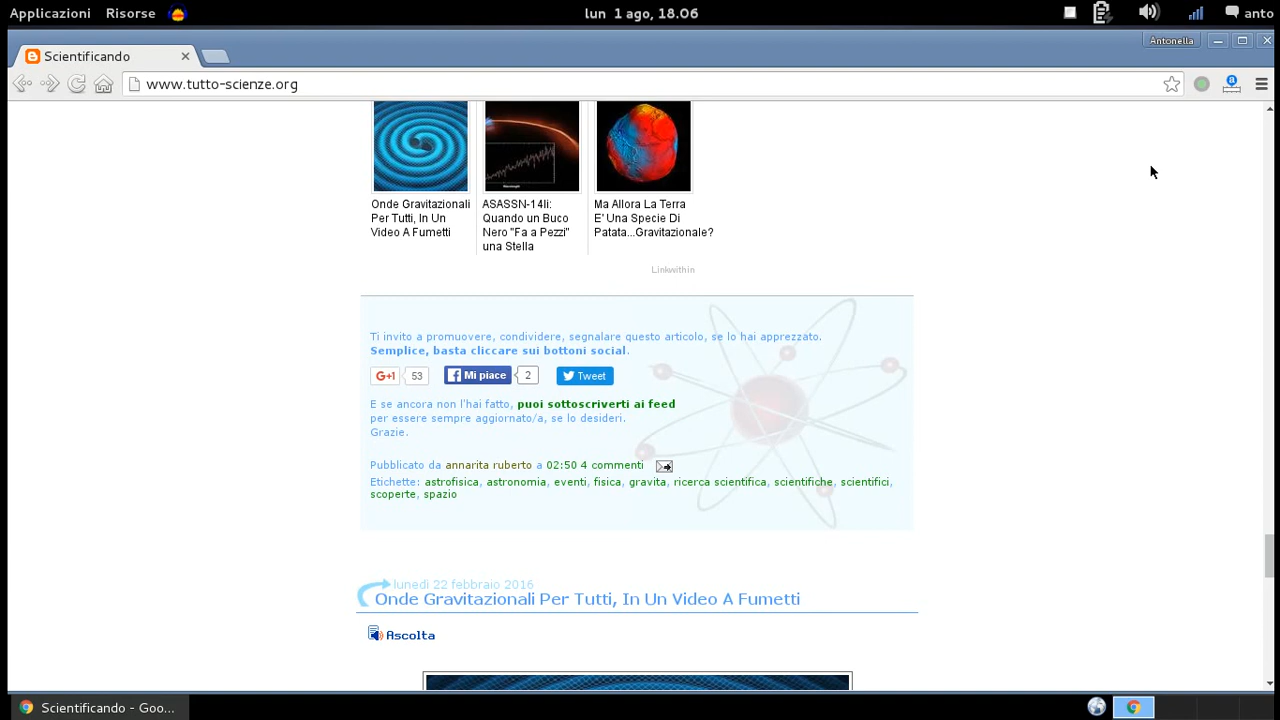 Applicazioni Risorse lun 1 ago, 18.06 anto
Scientificando Antonella
www.tutto-scienze.org
Onde Gravitazionali
Per Tutti, In Un
Video A Fumetti
ASASSN-14li:
Quando un Buco
Nero "Fa a Pezzi"
una Stella
Ma Allora La Terra
E' Una Specie Di
Patata...Gravitazionale?
Linkwithin
Ti invito a promuovere, condividere, segnalare questo articolo, se lo hai apprezzato.
Semplice, basta cliccare sui bottoni social.
G+1 53 Mi piace 2 Tweet
E se ancora non l'hai fatto, puoi sottoscriverti ai feed
per essere sempre aggiornato/a, se lo desideri.
Grazie.
Pubblicato da annarita ruberto a 02:50 4 commenti
Etichette: astrofisica, astronomia, eventi, fisica, gravita, ricerca scientifica, scientifiche, scientifici,
scoperte, spazio
lunedì 22 febbraio 2016
Onde Gravitazionali Per Tutti, In Un Video A Fumetti
Ascolta
Scientificando - Goo...